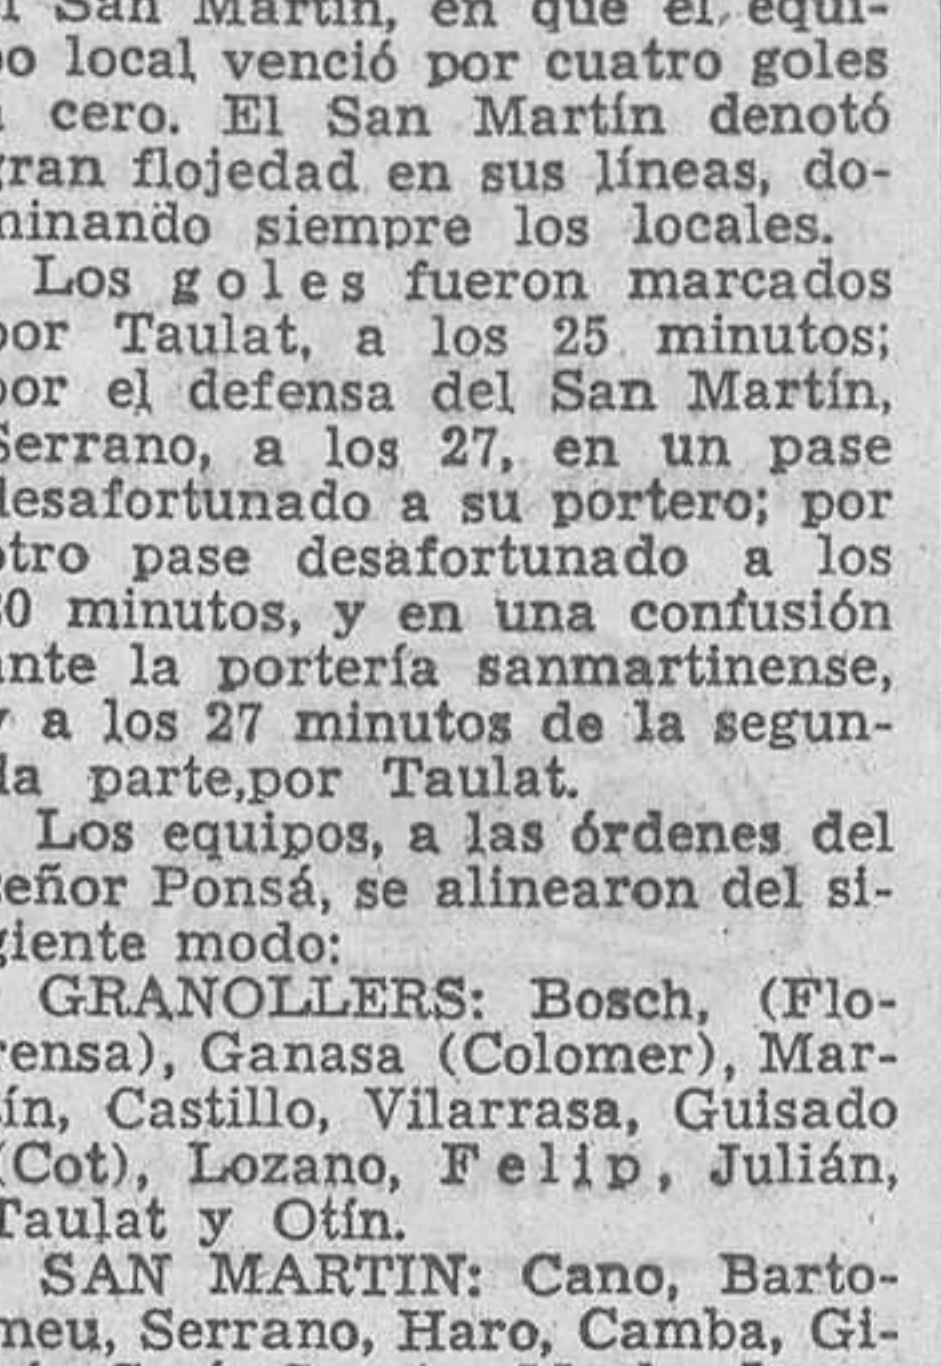 San Martín, en que el equi-
po local venció por cuatro goles
a cero. El San Martín denotó
gran flojedad en sus líneas, do-
minando siempre los locales.
Los goles fueron marcados
por Taulat, a los 25 minutos;
por el defensa del San Martín,
Serrano, a los 27, en un pase
desafortunado a su portero; por
otro pase desafortunado a los
30 minutos, y en una confusión
ante la portería sanmartinense,
y a los 27 minutos de la segun-
da parte,por Taulat.
Los equipos, a las órdenes del
señor Ponsá, se alinearon del si-
giente modo:
GRANOLLERS: Bosch, (Flo-
rensa), Ganasa (Colomer), Mar-
tín, Castillo, Vilarrasa, Guisado
(Cot), Lozano, Felip, Julián,
Taulat y Otín.
SAN MARTIN: Cano, Barto-
meu, Serrano, Haro, Camba, Gi-